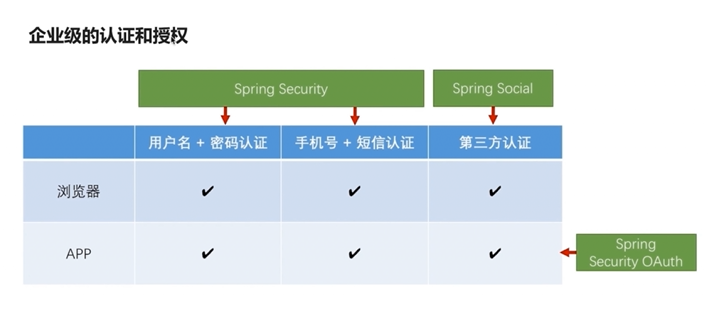 企业级的认证和授权
Spring Security
Spring Social
用户名 + 密码认证
手机号 + 短信认证
第三方认证
浏览器
✔ ✔ ✔
APP
✔ ✔ ✔
Spring
Security OAuth